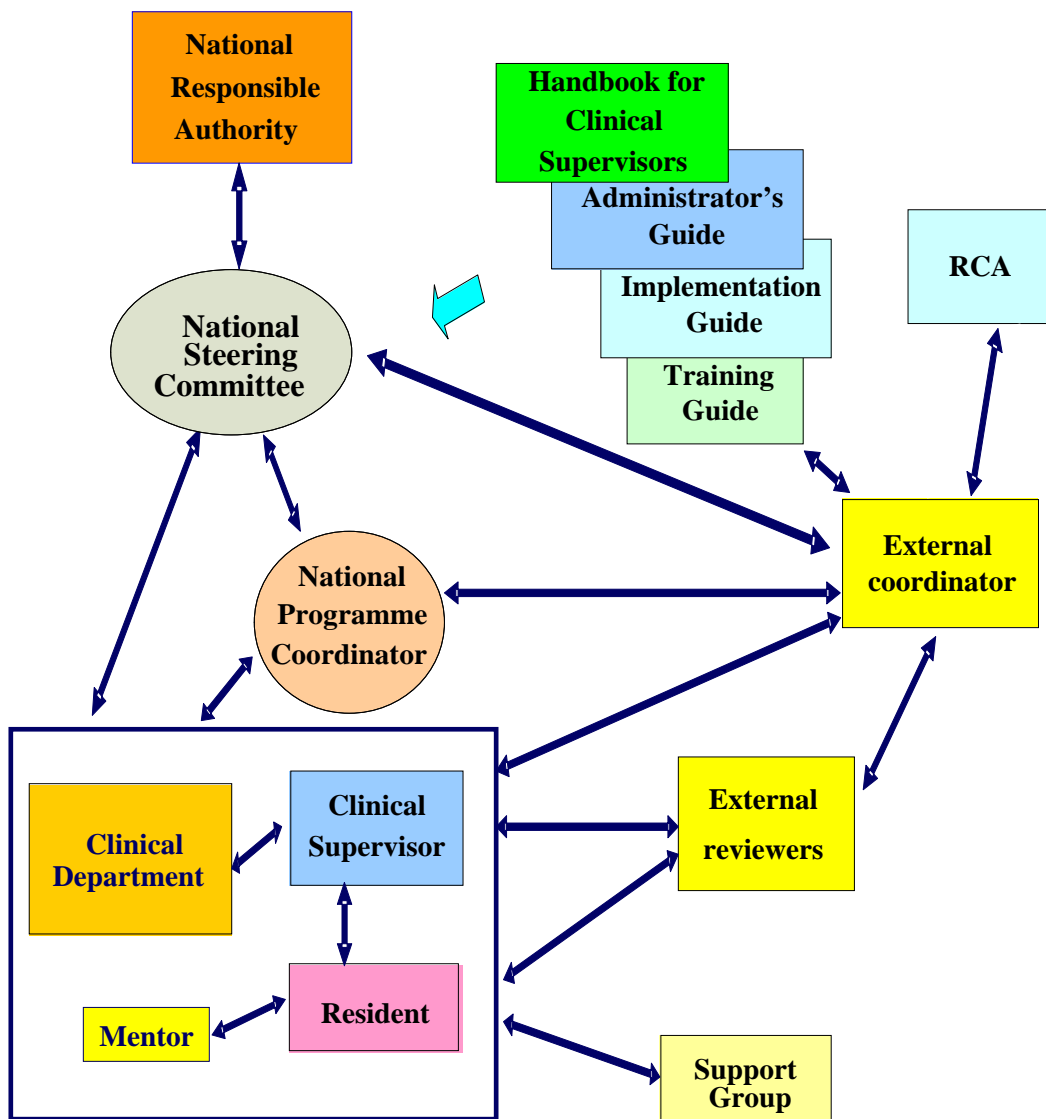 National
Responsible
Authority
Handbook for
Clinical
Supervisors
Administrator's
Guide
Implementation
Guide
Training
Guide
RCA
National
Steering
Committee
External
coordinator
National
Programme
Coordinator
Clinical
Department
Clinical
Supervisor
External
reviewers
Resident
Mentor
Support
Group